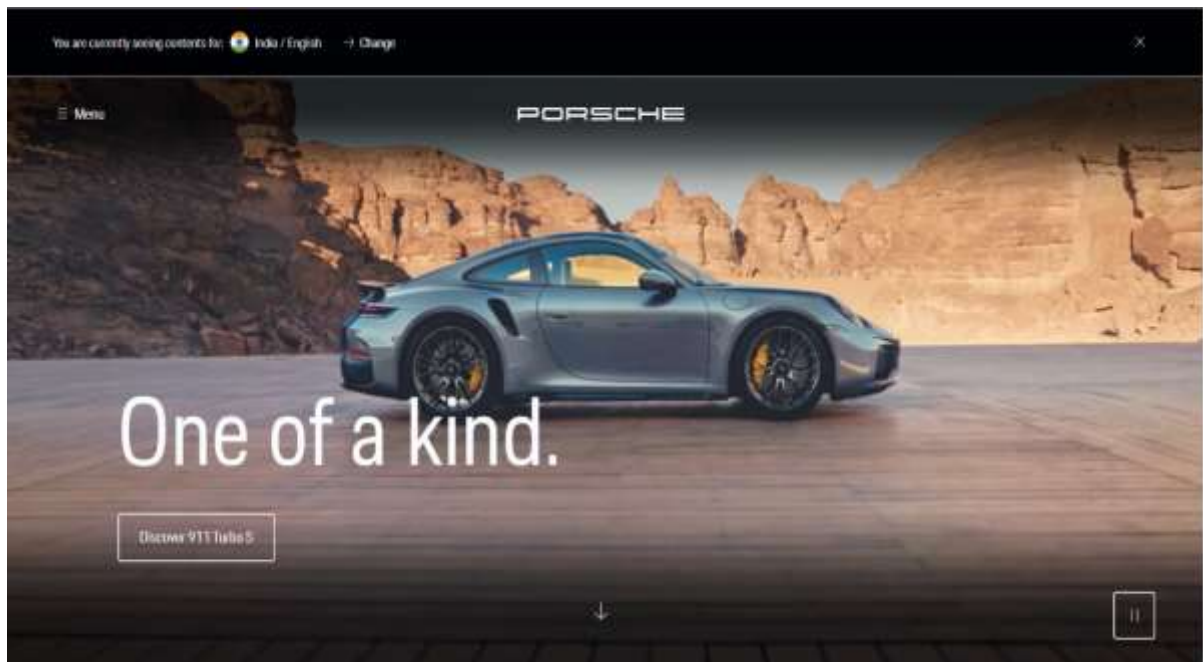 You are currently seeing contents for: India / English → Change
Menu
PORSCHE
One of a kind.
Discover 911 Turbo S